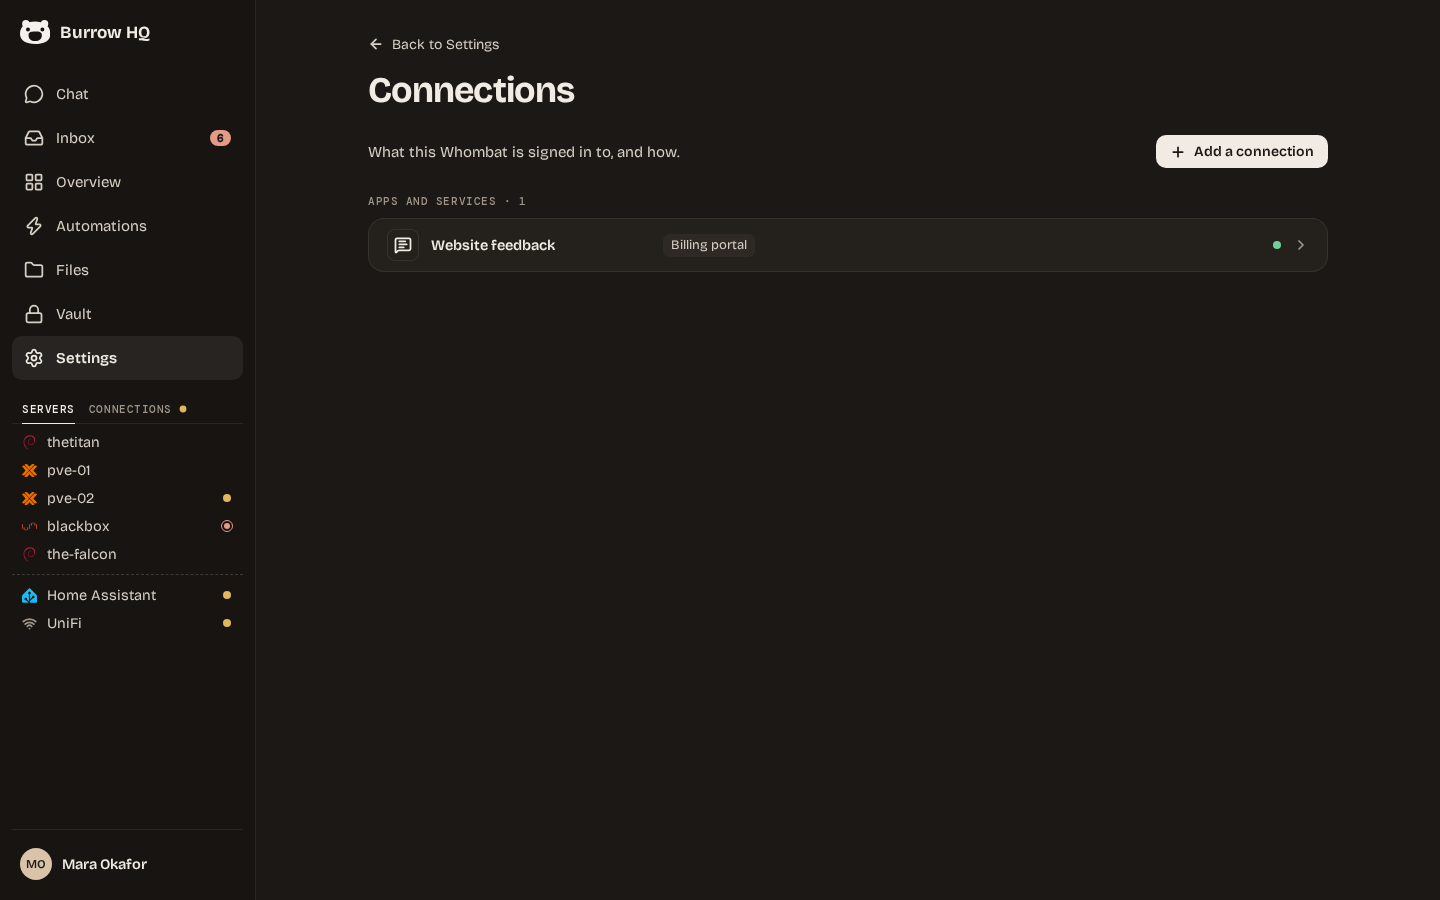 Burrow HQ
Chat
Inbox 6
Overview
Automations
Files
Vault
Settings
SERVERS CONNECTIONS
thetitan
pve-01
pve-02
blackbox
the-falcon
Home Assistant
UniFi
MO Mara Okafor
Back to Settings
Connections
What this Whombat is signed in to, and how.
Add a connection
APPS AND SERVICES · 1
Website feedback Billing portal